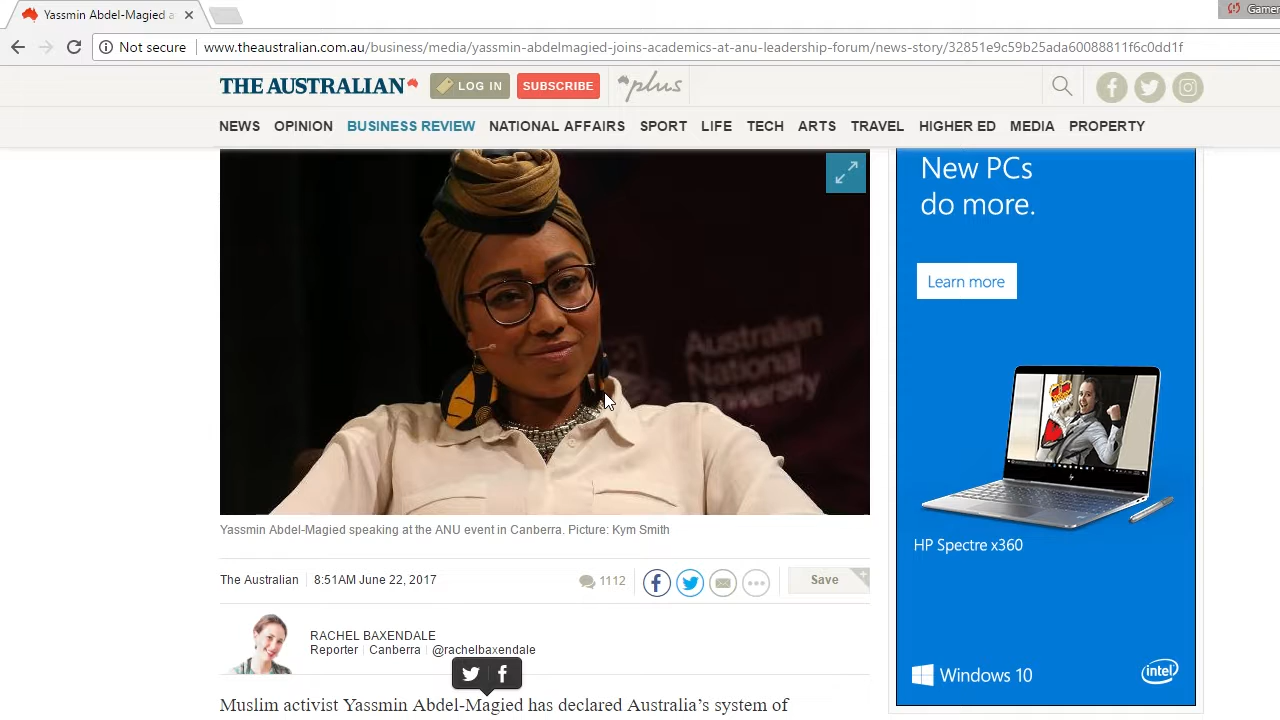 Yassmin Abdel-Magied a
Gamer
Not secure
www.theaustralian.com.au/business/media/yassmin-abdelmagied-joins-academics-at-anu-leadership-forum/news-story/32851e9c59b25ada60088811f6c0dd1f
THE AUSTRALIAN
LOG IN
SUBSCRIBE
plus
NEWS OPINION BUSINESS REVIEW NATIONAL AFFAIRS SPORT LIFE TECH ARTS TRAVEL HIGHER ED MEDIA PROPERTY
Australian
National
University
Yassmin Abdel-Magied speaking at the ANU event in Canberra. Picture: Kym Smith
The Australian 8:51AM June 22, 2017
1112
Save
RACHEL BAXENDALE
Reporter Canberra @rachelbaxendale
Muslim activist Yassmin Abdel-Magied has declared Australia’s system of
New PCs
do more.
Learn more
hp
HP Spectre x360
Windows 10
intel